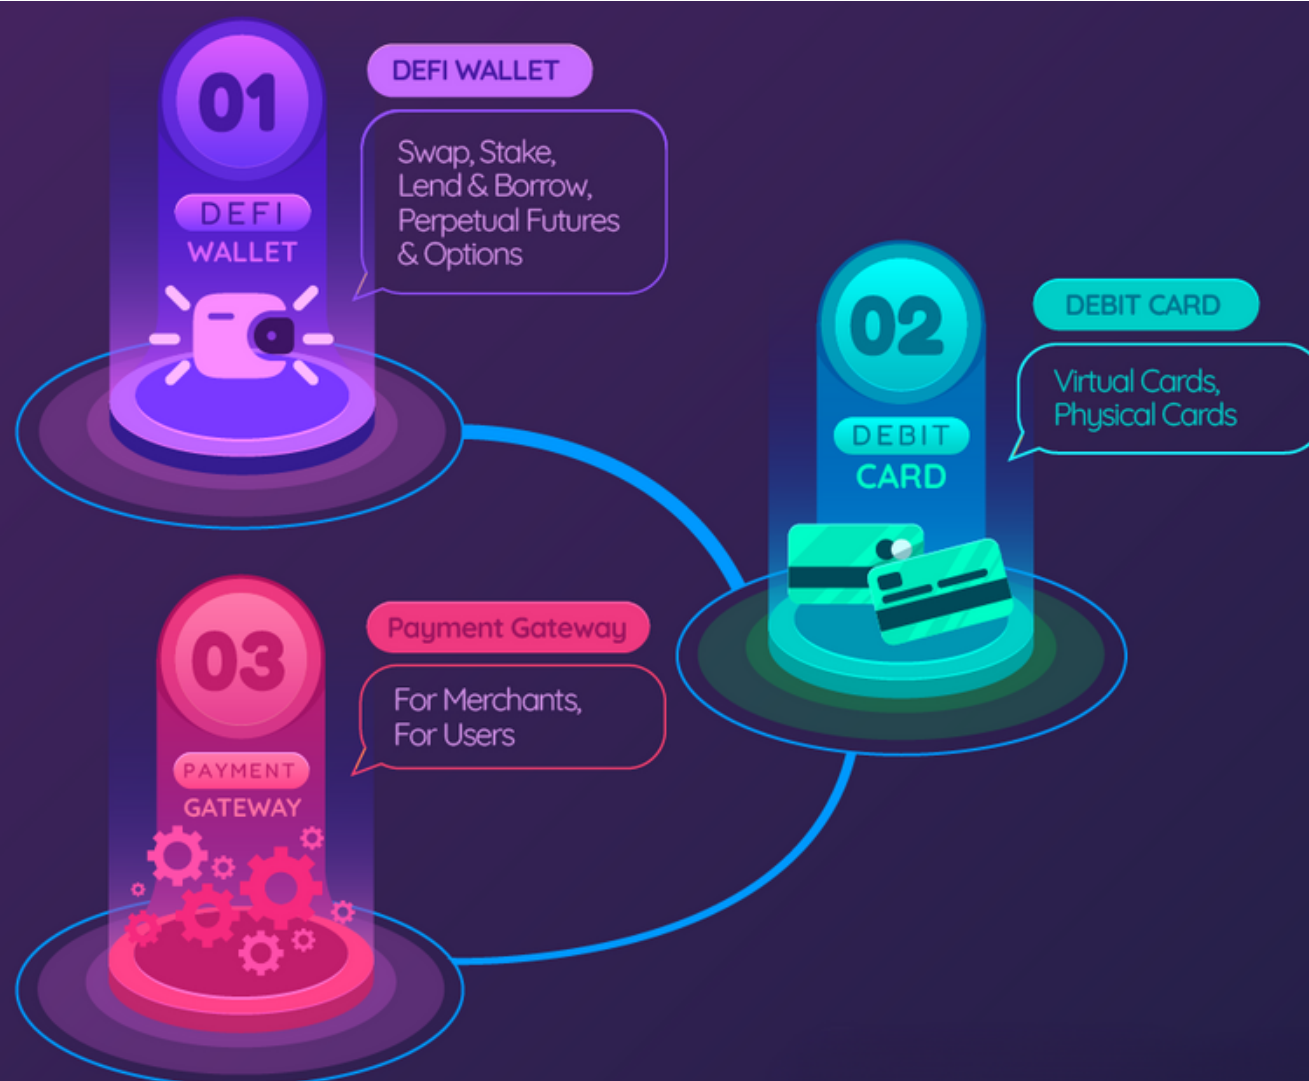 01
DEFI
WALLET
DEFI WALLET
Swap, Stake,
Lend & Borrow,
Perpetual Futures
& Options
02
DEBIT
CARD
DEBIT CARD
Virtual Cards,
Physical Cards
03
PAYMENT
GATEWAY
Payment Gateway
For Merchants,
For Users